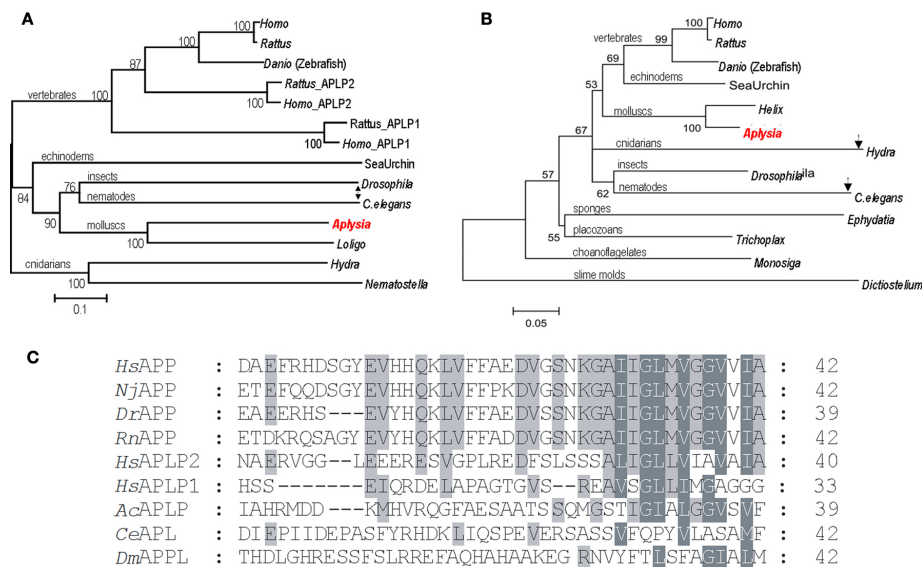 A
Homo
100
Rattus
100
87
Danio (Zebrafish)
Rattus_APLP2
100
Homo_APLP2
vertebrates
100
Rattus_APLP1
100
Homo_APLP1
echinodems
SeaUrchin
84
insects
76
Drosophila
nematodes
C.elegans
90
molluscs
Aplysia
100
Loligo
cnidarians
Hydra
100
Nematostella
0.1
B
100
Homo
Rattus
vertebrates
99
69
Danio (Zebrafish)
echinodems
SeaUrchin
53
molluscs
Helix
100
Aplysia
67
cnidarians
Hydra
insects
Drosophila
57
62
nematodes
C.elegans
sponges
Ephydatia
placozoans
55
Trichoplax
choanoflagelates
Monosiga
slime molds
Dictiostelium
0.05
C
HsAPP : DAEFRHDSGYEVHHQKLVFFAEDVGSNKGAIIGLMVGGVVIA : 42
NjAPP : ETEFQQDSGYEVHHQKLVFFPKDVGSNKGAIIGLMVGGVVIA : 42
DrAPP : EAEERHS---EVYHQKLVFFAEDVSSNKGAIIGLMVGGVVIA : 39
RnAPP : ETDKRQSAGYEVYHQKLVFFADDVGSNKGAIIGLMVGGVVIA : 42
HsAPLP2 : NAERVGG--LEEERESVGPLREDFSLSSSALIGLLVIAVAIA : 40
HsAPLP1 : HSS-------EIQRDELAPAGTGVS--REAVSGLLIMGAGGG : 33
AcAPLP : IAHRMDD---KMHVRQGFAESAATSSQMGSTIGIALGGVSVF : 39
CeAPL : DIEPIIDEPASFYRHDKLIQSPEVERSASSVFQPYVLASAMF : 42
DmAPPL : THDLGHRESSFSLRREFAQHAHAAKEGRNVYFTLSFAGIALM : 42